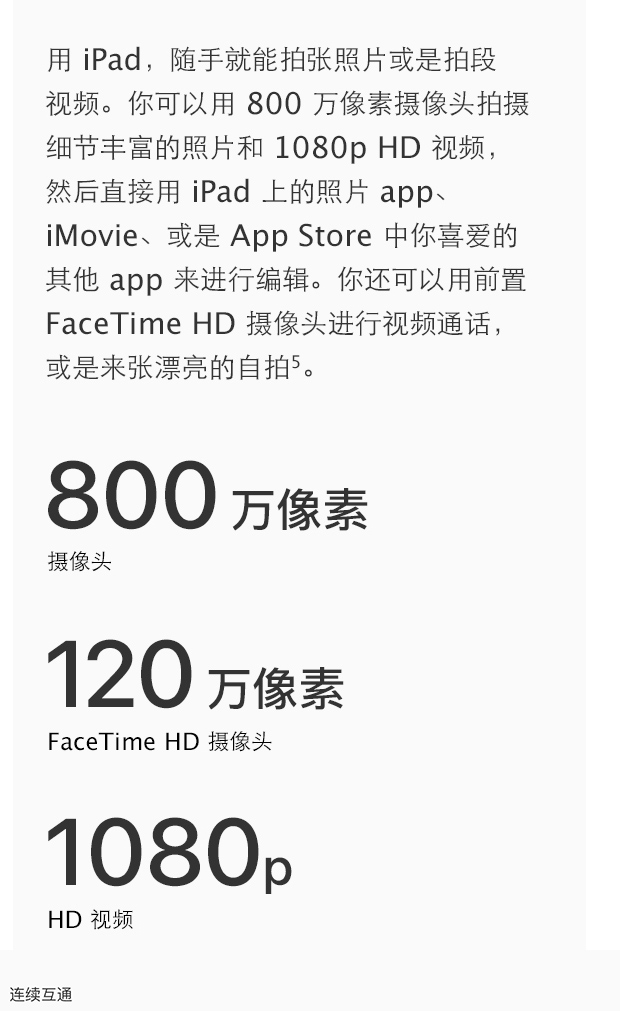 用 iPad，随手就能拍张照片或是拍段
视频。你可以用 800 万像素摄像头拍摄
细节丰富的照片和 1080p HD 视频，
然后直接用 iPad 上的照片 app、
iMovie、或是 App Store 中你喜爱的
其他 app 来进行编辑。你还可以用前置
FaceTime HD 摄像头进行视频通话，
或是来张漂亮的自拍⁵。
800 万像素
摄像头
120 万像素
FaceTime HD 摄像头
1080p
HD 视频
连续互通